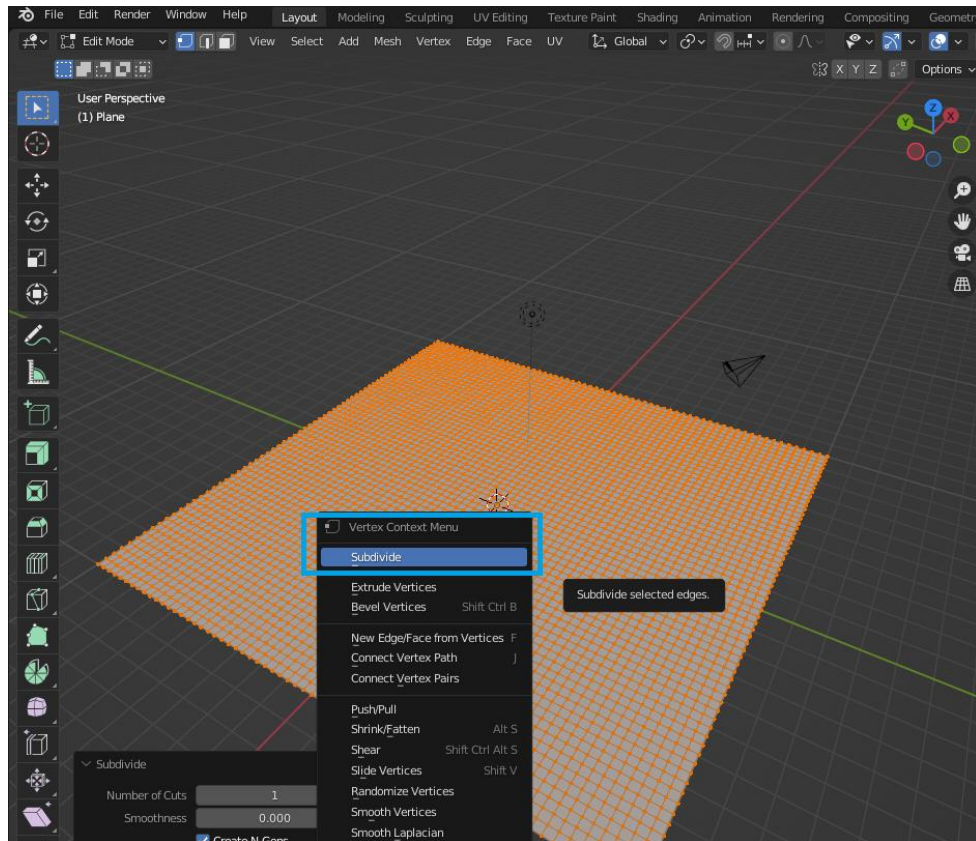 File Edit Render Window Help Layout Modeling Sculpting UV Editing Texture Paint Shading Animation Rendering Compositing Geometr
Edit Mode View Select Add Mesh Vertex Edge Face UV Global
X Y Z Options
User Perspective
(1) Plane
Z
Y X
Vertex Context Menu
Subdivide
Subdivide selected edges.
Extrude Vertices
Bevel Vertices Shift Ctrl B
New Edge/Face from Vertices F
Connect Vertex Path J
Connect Vertex Pairs
Push/Pull
Shrink/Fatten Alt S
Shear Shift Ctrl Alt S
Slide Vertices Shift V
Randomize Vertices
Smooth Vertices
Smooth Laplacian
Subdivide
Number of Cuts 1
Smoothness 0.000
Create N-Gons